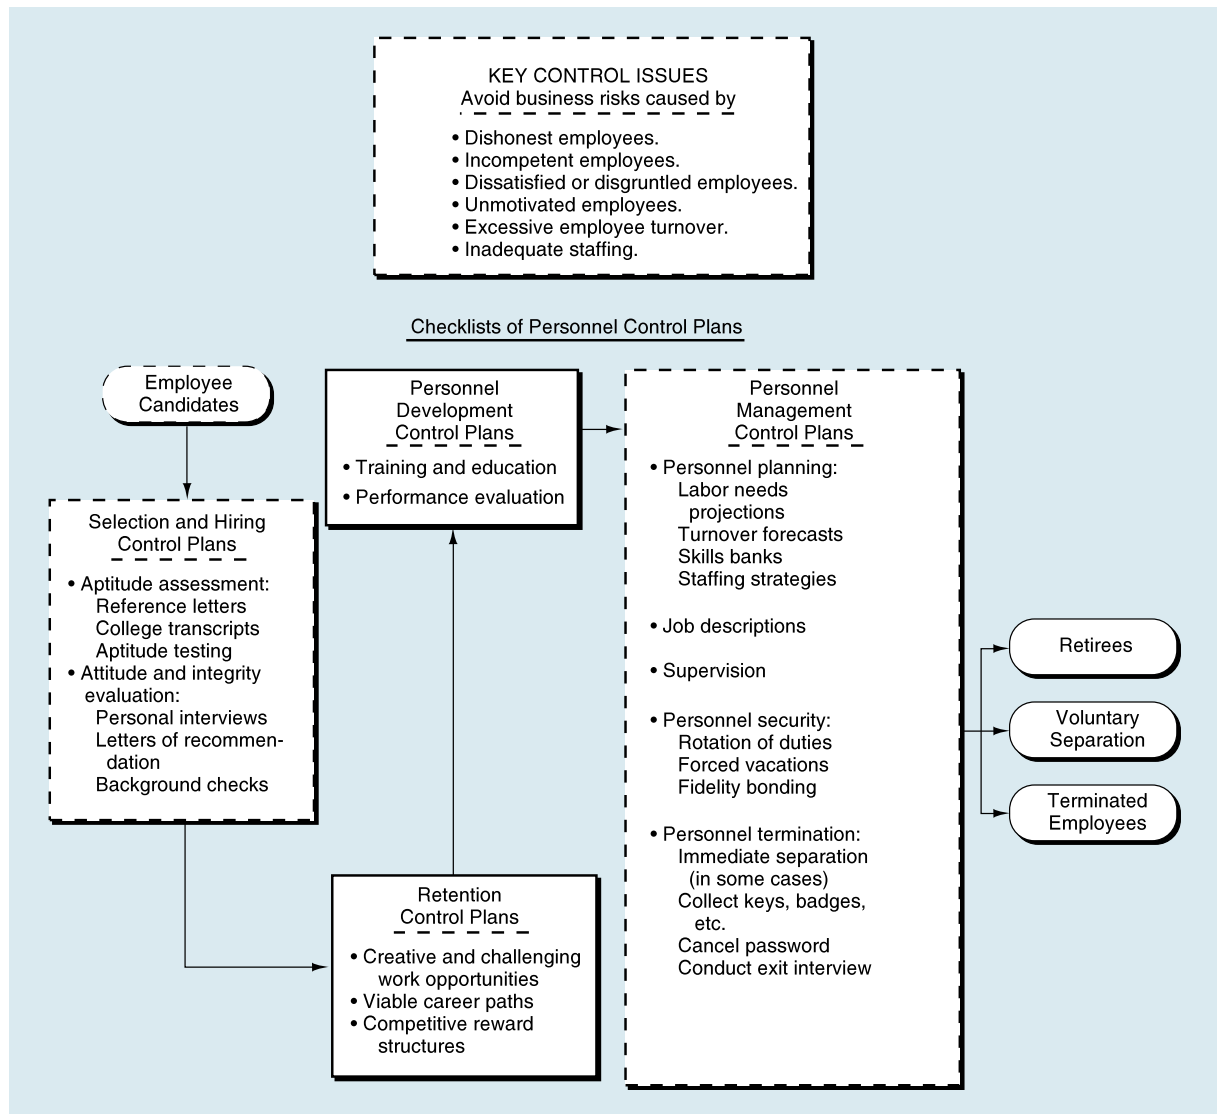 KEY CONTROL ISSUES
Avoid business risks caused by
• Dishonest employees.
• Incompetent employees.
• Dissatisfied or disgruntled employees.
• Unmotivated employees.
• Excessive employee turnover.
• Inadequate staffing.
Checklists of Personnel Control Plans
Employee
Candidates
Selection and Hiring
Control Plans
• Aptitude assessment:
Reference letters
College transcripts
Aptitude testing
• Attitude and integrity
evaluation:
Personal interviews
Letters of recommen-
dation
Background checks
Retention
Control Plans
• Creative and challenging
work opportunities
• Viable career paths
• Competitive reward
structures
Personnel
Development
Control Plans
• Training and education
• Performance evaluation
Personnel
Management
Control Plans
• Personnel planning:
Labor needs
projections
Turnover forecasts
Skills banks
Staffing strategies
• Job descriptions
• Supervision
• Personnel security:
Rotation of duties
Forced vacations
Fidelity bonding
• Personnel termination:
Immediate separation
(in some cases)
Collect keys, badges,
etc.
Cancel password
Conduct exit interview
Retirees
Voluntary
Separation
Terminated
Employees